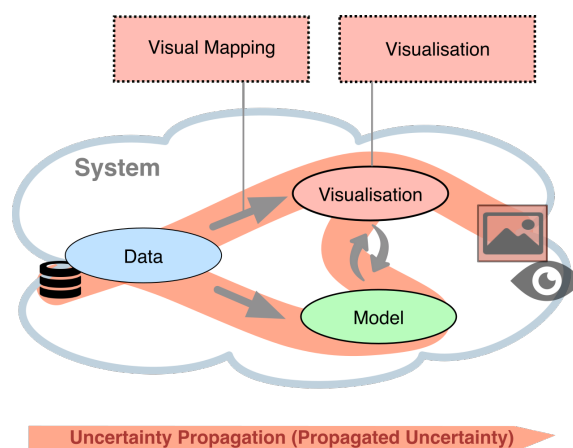 Visual Mapping
Visualisation
System
Visualisation
Data
Model
Uncertainty Propagation (Propagated Uncertainty)